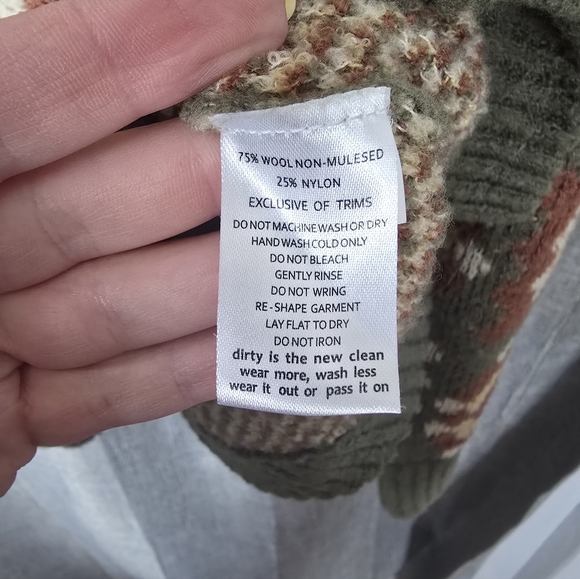 75% WOOL NON-MULESED
25% NYLON
EXCLUSIVE OF TRIMS
DO NOT MACHINE WASH OR DRY
HAND WASH COLD ONLY
DO NOT BLEACH
GENTLY RINSE
DO NOT WRING
RE-SHAPE GARMENT
LAY FLAT TO DRY
DO NOT IRON
dirty is the new clean
wear more, wash less
wear it out or pass it on